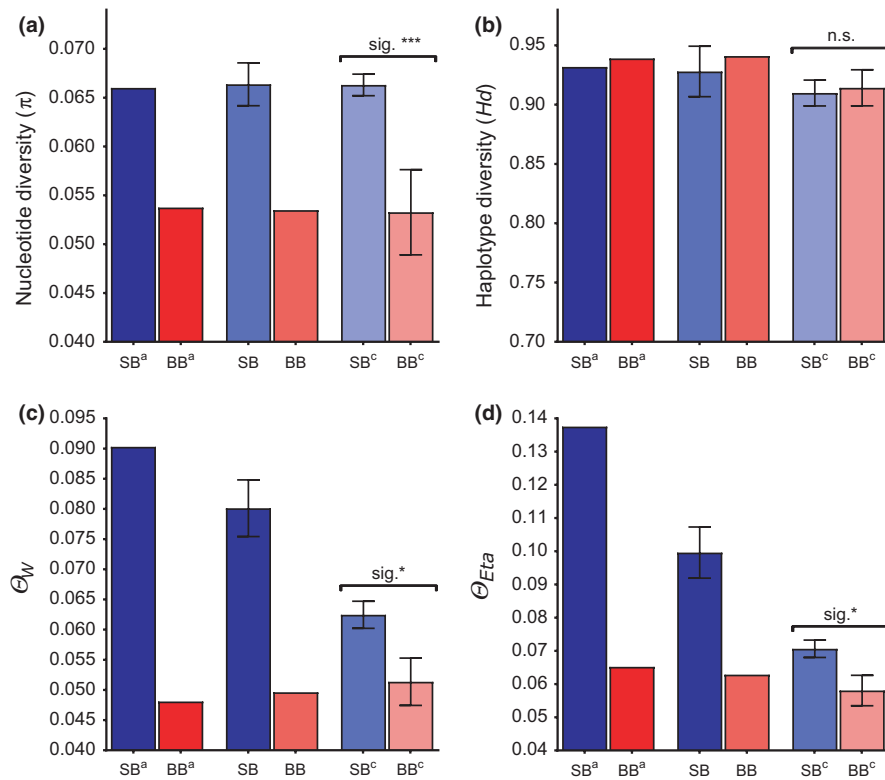 (a)
sig. ***
Nucleotide diversity (π)
0.070
0.065
0.060
0.055
0.050
0.045
0.040
SBᵃ BBᵃ SB BB SBᶜ BBᶜ
(b)
n.s.
Haplotype diversity (Hd)
0.95
0.90
0.85
0.80
0.75
0.70
SBᵃ BBᵃ SB BB SBᶜ BBᶜ
(c)
sig.*
Θ_W
0.095
0.090
0.085
0.080
0.075
0.070
0.065
0.060
0.055
0.050
0.045
0.040
SBᵃ BBᵃ SB BB SBᶜ BBᶜ
(d)
sig.*
Θ_Eta
0.14
0.13
0.12
0.11
0.10
0.09
0.08
0.07
0.06
0.05
0.04
SBᵃ BBᵃ SB BB SBᶜ BBᶜ